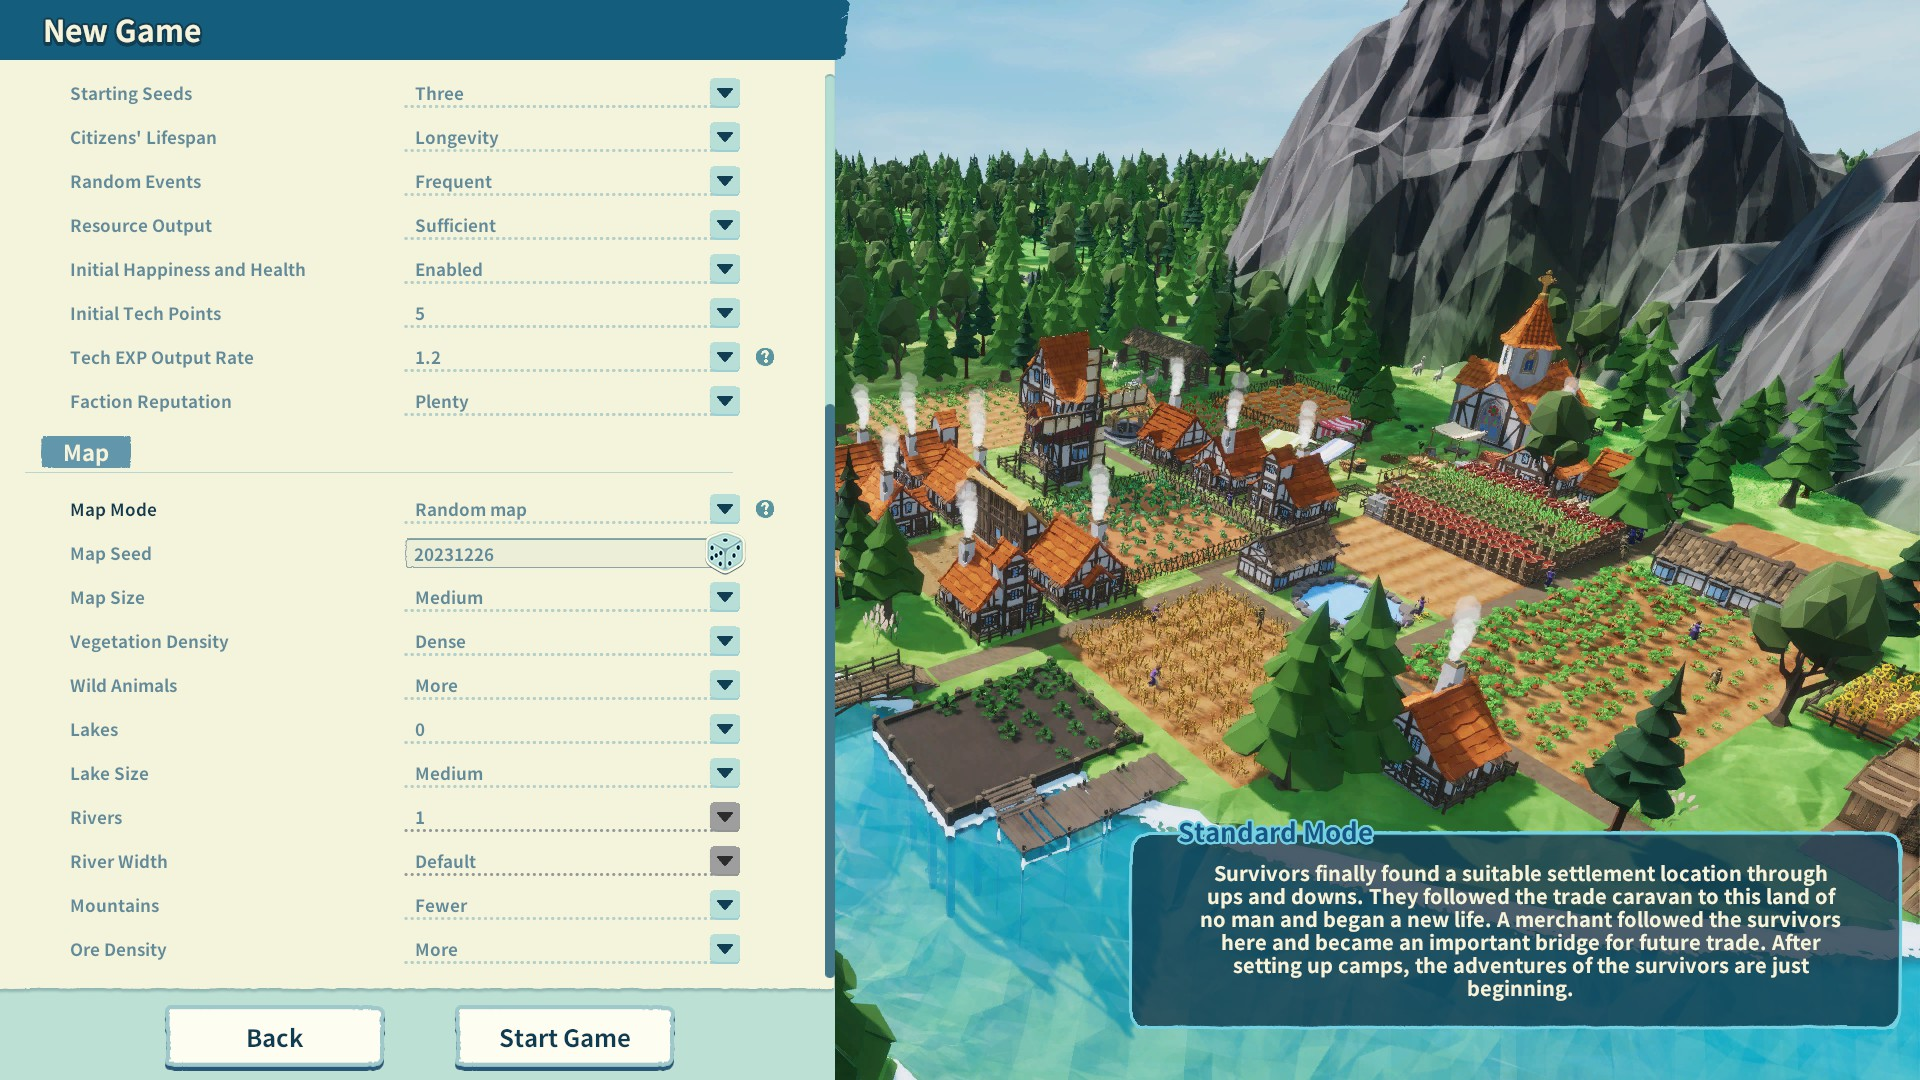 New Game
Starting Seeds Three
Citizens' Lifespan Longevity
Random Events Frequent
Resource Output Sufficient
Initial Happiness and Health Enabled
Initial Tech Points 5
Tech EXP Output Rate 1.2 ?
Faction Reputation Plenty
Map
Map Mode Random map ?
Map Seed 20231226
Map Size Medium
Vegetation Density Dense
Wild Animals More
Lakes 0
Lake Size Medium
Rivers 1
River Width Default
Mountains Fewer
Ore Density More
Back Start Game
Standard Mode
Survivors finally found a suitable settlement location through
ups and downs. They followed the trade caravan to this land of
no man and began a new life. A merchant followed the survivors
here and became an important bridge for future trade. After
setting up camps, the adventures of the survivors are just
beginning.